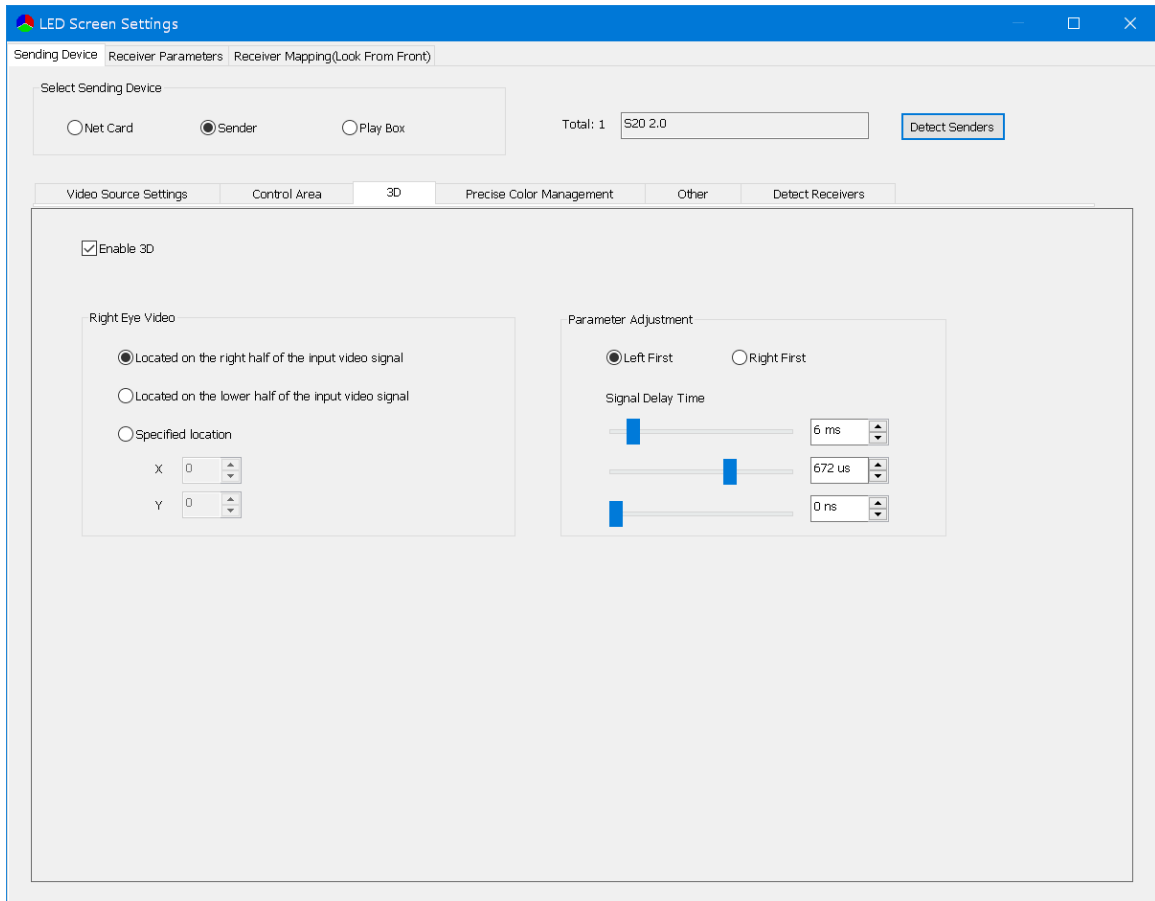 LED Screen Settings
Sending Device Receiver Parameters Receiver Mapping(Look From Front)
Select Sending Device
Net Card Sender Play Box Total: 1 S20 2.0 Detect Senders
Video Source Settings Control Area 3D Precise Color Management Other Detect Receivers
Enable 3D
Right Eye Video
Located on the right half of the input video signal
Located on the lower half of the input video signal
Specified location
X 0
Y 0
Parameter Adjustment
Left First Right First
Signal Delay Time
6 ms
672 us
0 ns